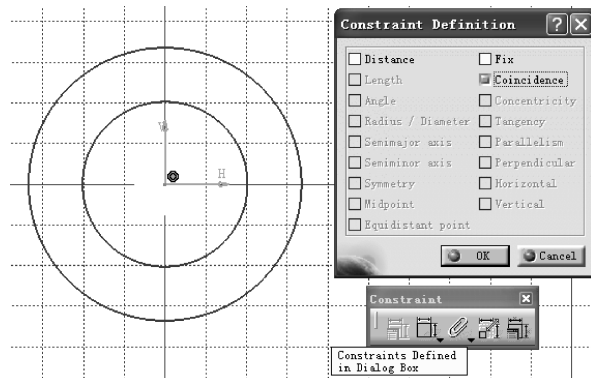 Constraint Definition
Distance
Fix
Length
Coincidence
Angle
Concentricity
Radius / Diameter
Tangency
Semimajor axis
Parallelism
Semiminor axis
Perpendicular
Symmetry
Horizontal
Midpoint
Vertical
Equidistant point
OK
Cancel
V
H
Constraint
Constraints Defined
in Dialog Box